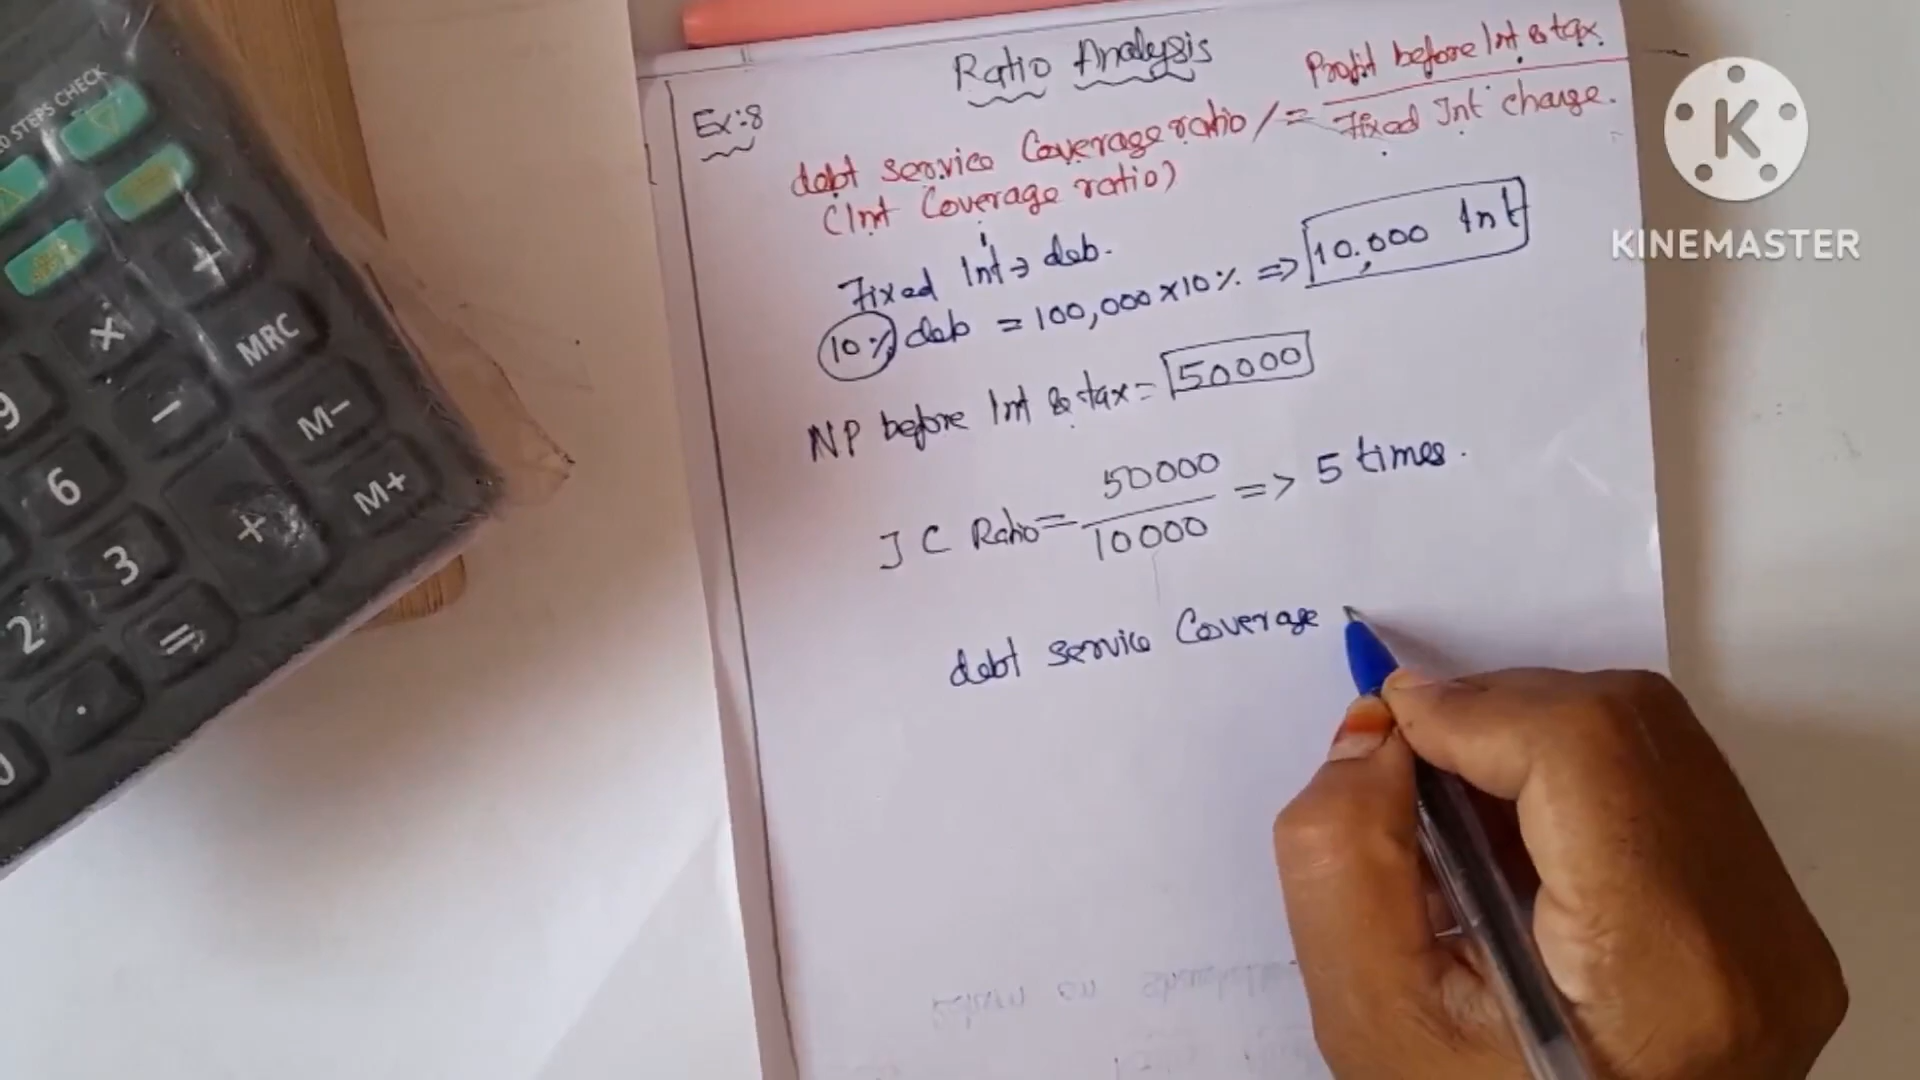 Ratio Analysis
Ex:8
debt service Coverage ratio / = Profit before Int & tax
Fixed Int charge.
(Int Coverage ratio)
Fixed Int → deb.
10% deb = 100,000 x 10% => 10,000 Int
NP before Int & tax = 50000
I C Ratio = 50000 => 5 times.
10000
debt service Coverage
K
KINEMASTER
STEPS CHECK
+
x
MRC
9
-
M-
6
+
M+
3
2
=
.
0